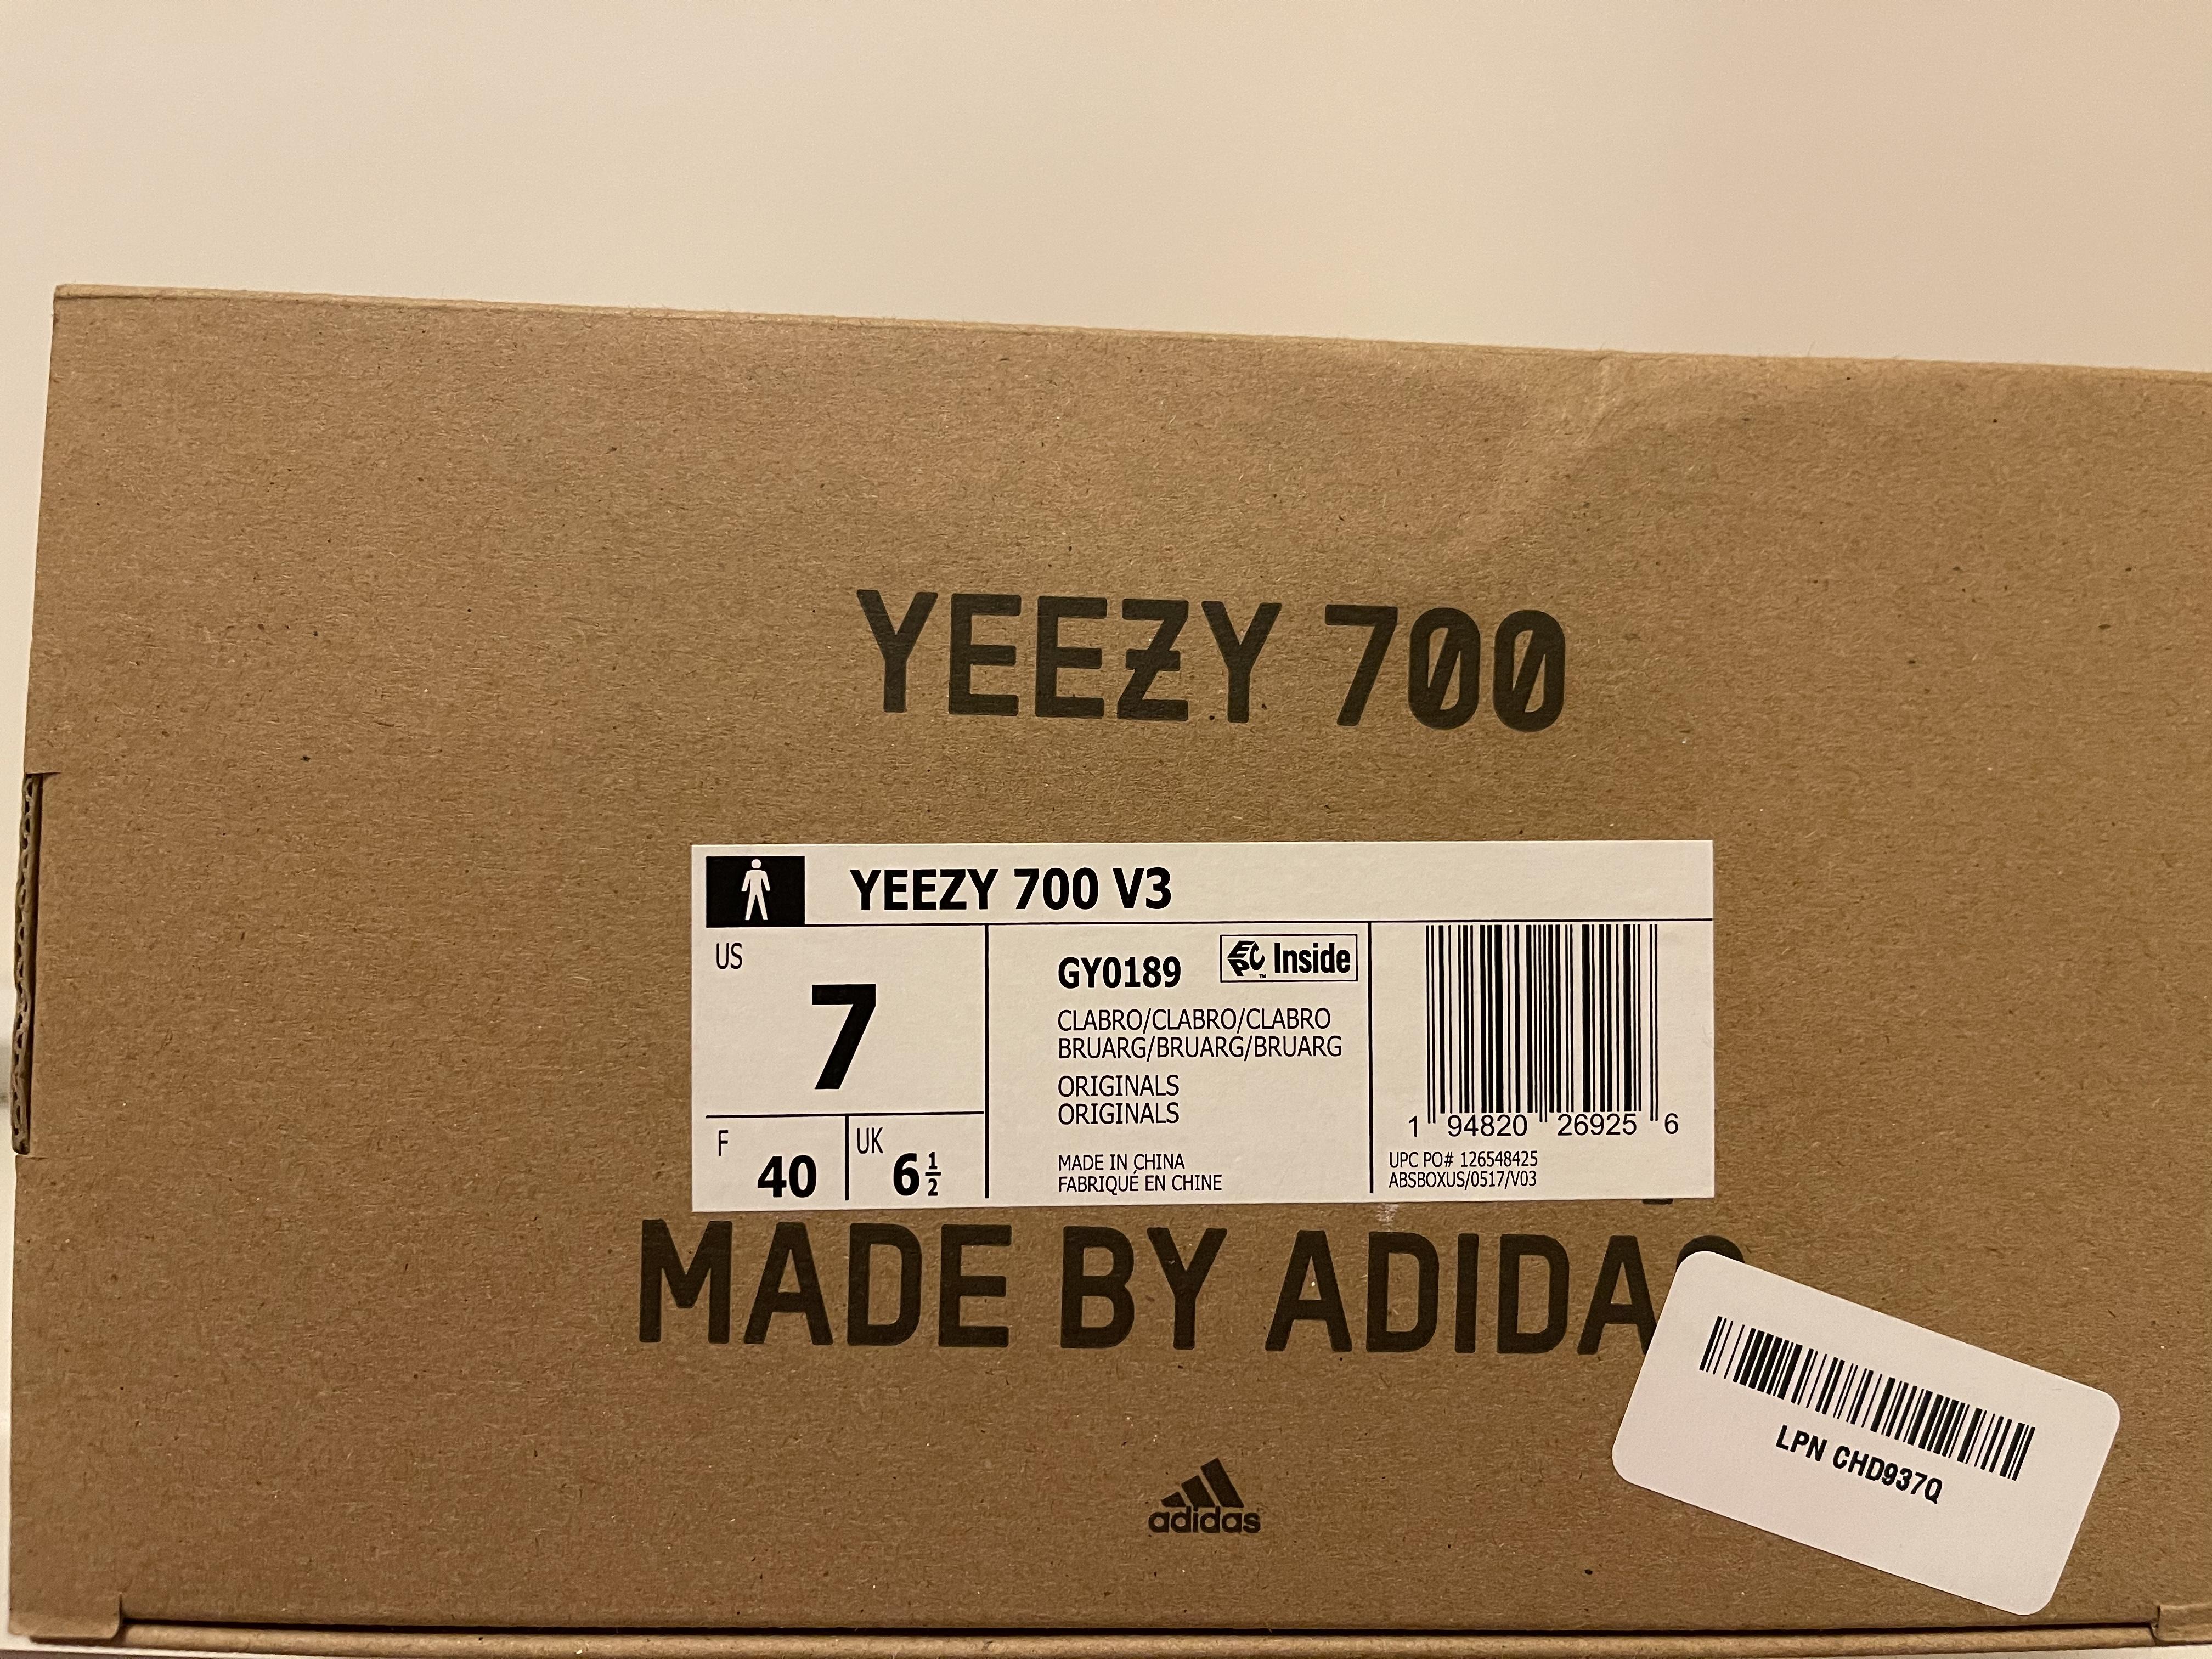 YEEZY 700
YEEZY 700 V3
US
7
F
40
UK
6 1/2
GY0189
EPC Inside
CLABRO/CLABRO/CLABRO
BRUARG/BRUARG/BRUARG
ORIGINALS
ORIGINALS
MADE IN CHINA
FABRIQUÉ EN CHINE
1 94820 26925 6
UPC PO# 126548425
ABSBOXUS/0517/V03
MADE BY ADIDAS
adidas
LPN CHD937Q